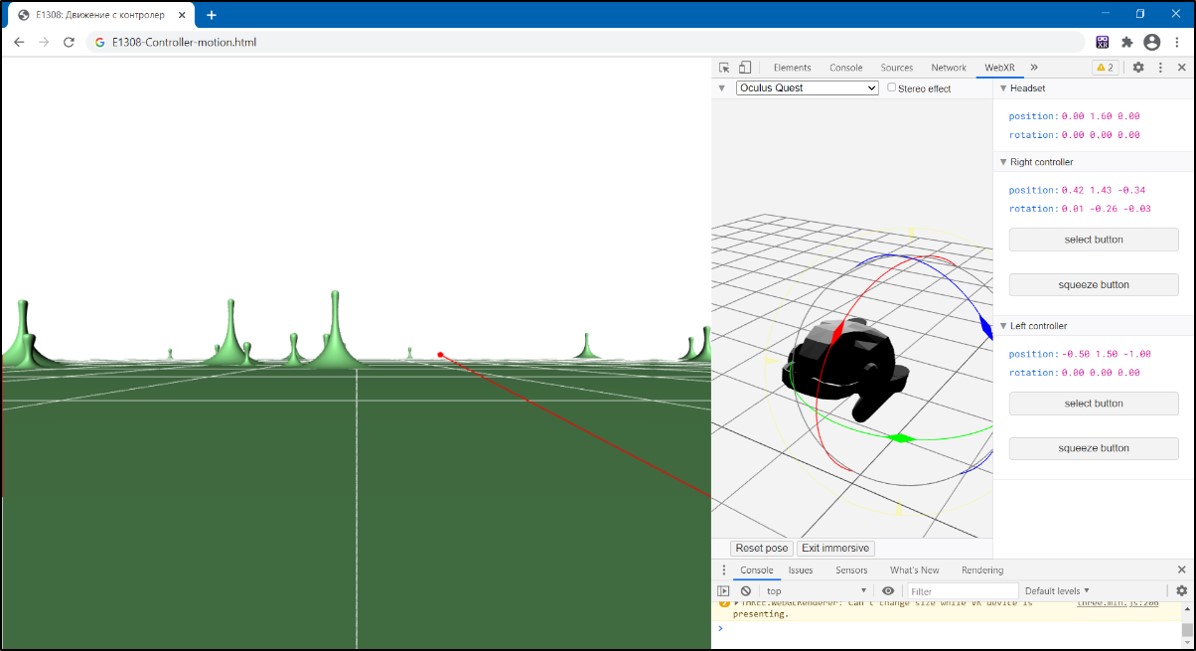 E1308: Движение с контролер
E1308-Controller-motion.html
Elements Console Sources Network WebXR » 2
Oculus Quest Stereo effect
Headset
position: 0.00 1.60 0.00
rotation: 0.00 0.00 0.00
Right controller
position: 0.42 1.43 -0.34
rotation: 0.01 -0.26 -0.03
select button
squeeze button
Left controller
position: -0.50 1.50 -1.00
rotation: 0.00 0.00 0.00
select button
squeeze button
Reset pose Exit immersive
Console Issues Sensors What's New Rendering
top Filter Default levels
THREE.WebGLRenderer: Can't change size while VR device is three.min.js:206
presenting.